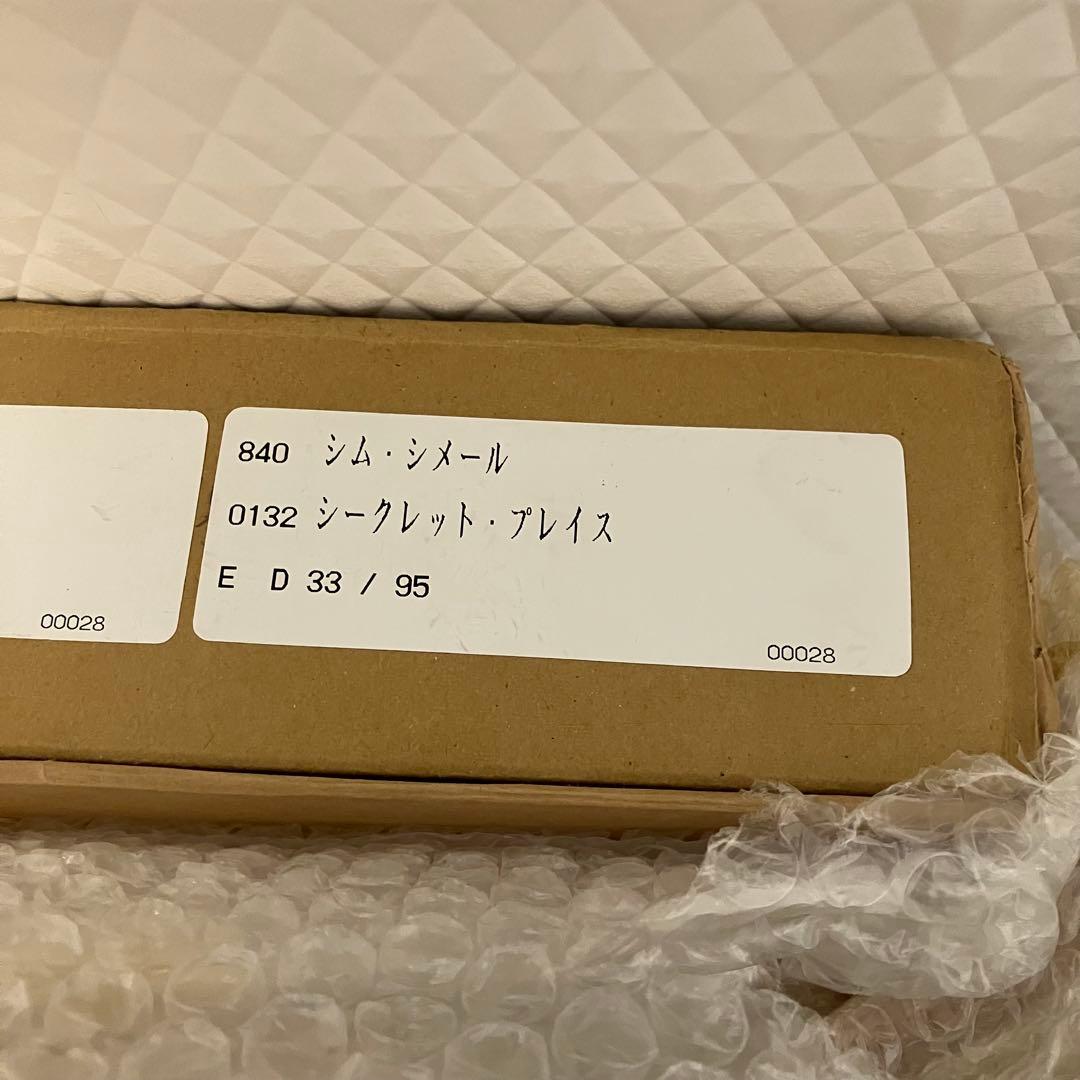 840 シム・シメール
0132 シークレット・プレイス
E D 33 / 95
00028
00028